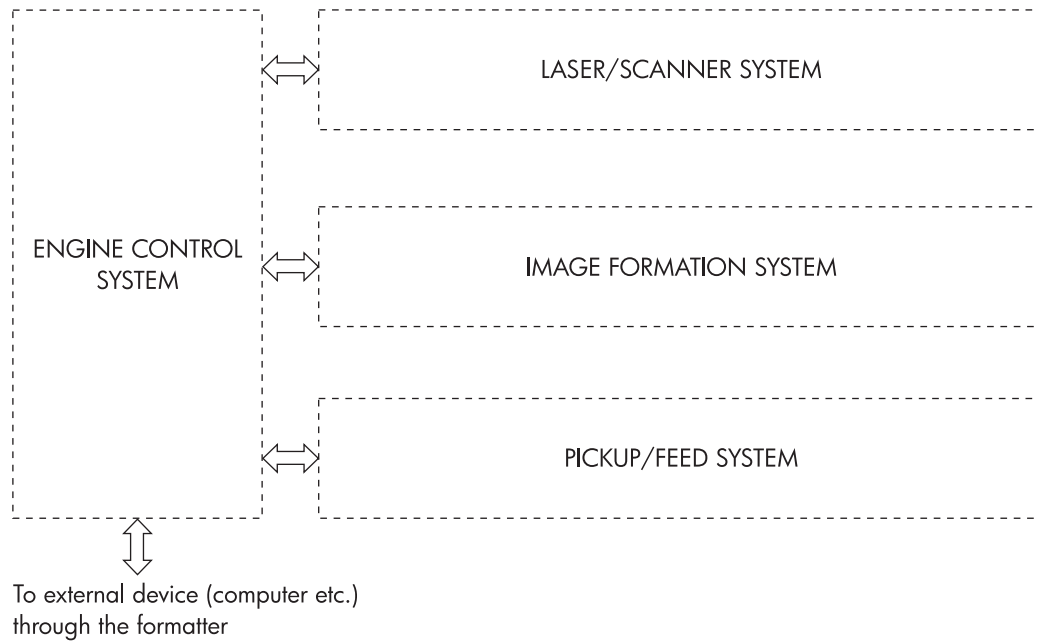 LASER/SCANNER SYSTEM
ENGINE CONTROL
SYSTEM
IMAGE FORMATION SYSTEM
PICKUP/FEED SYSTEM
To external device (computer etc.)
through the formatter